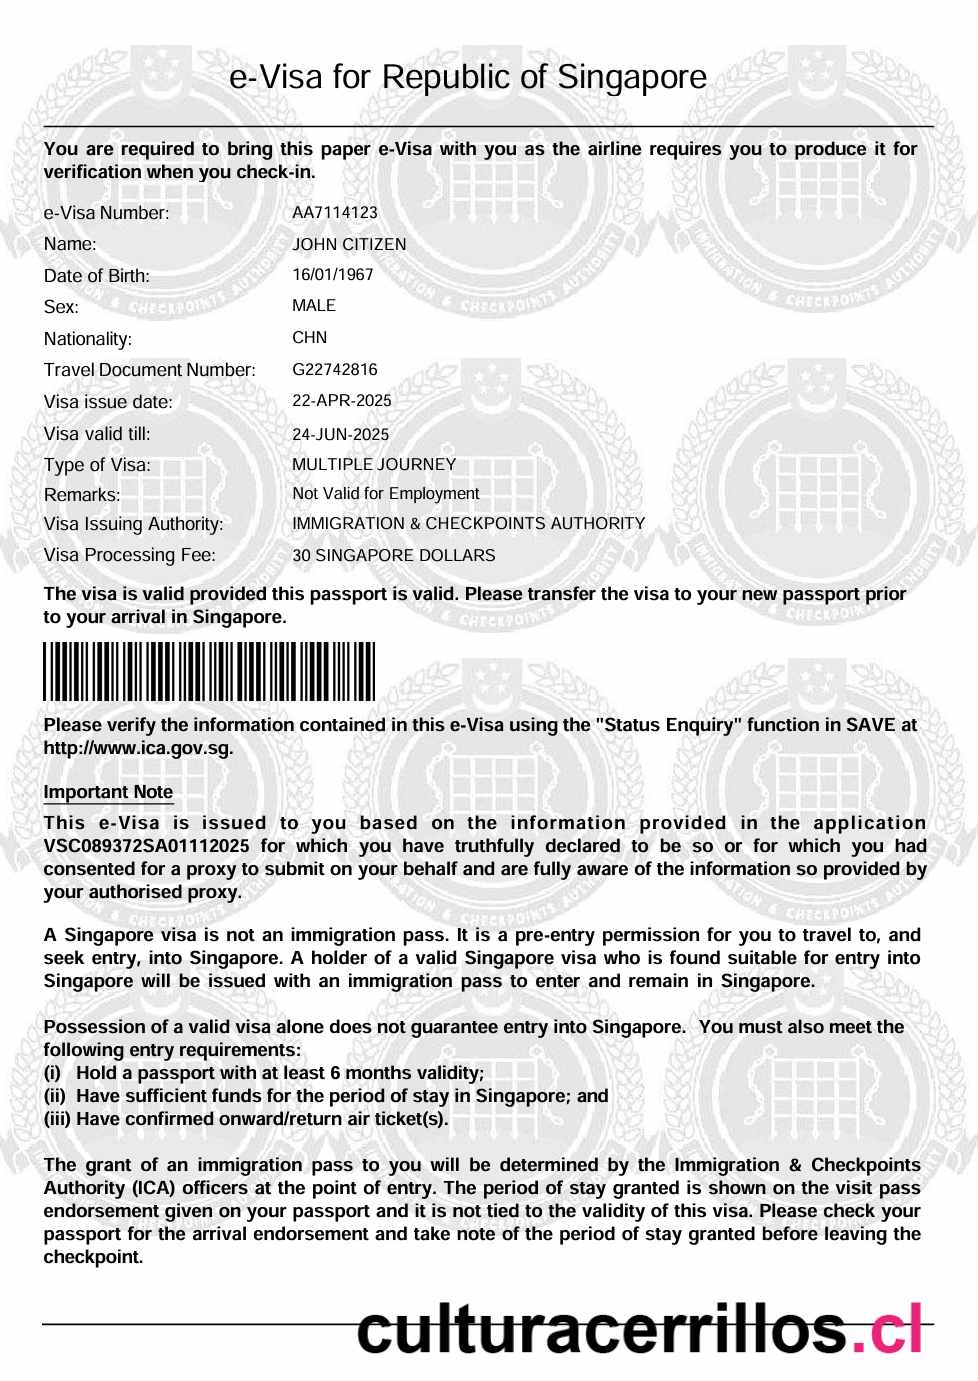 e-Visa for Republic of Singapore
You are required to bring this paper e-Visa with you as the airline requires you to produce it for
verification when you check-in.
e-Visa Number: AA7114123
Name: JOHN CITIZEN
Date of Birth: 16/01/1967
Sex: MALE
Nationality: CHN
Travel Document Number: G22742816
Visa issue date: 22-APR-2025
Visa valid till: 24-JUN-2025
Type of Visa: MULTIPLE JOURNEY
Remarks: Not Valid for Employment
Visa Issuing Authority: IMMIGRATION & CHECKPOINTS AUTHORITY
Visa Processing Fee: 30 SINGAPORE DOLLARS
The visa is valid provided this passport is valid. Please transfer the visa to your new passport prior
to your arrival in Singapore.
Please verify the information contained in this e-Visa using the "Status Enquiry" function in SAVE at
http://www.ica.gov.sg.
Important Note
This e-Visa is issued to you based on the information provided in the application
VSC089372SA01112025 for which you have truthfully declared to be so or for which you had
consented for a proxy to submit on your behalf and are fully aware of the information so provided by
your authorised proxy.
A Singapore visa is not an immigration pass. It is a pre-entry permission for you to travel to, and
seek entry, into Singapore. A holder of a valid Singapore visa who is found suitable for entry into
Singapore will be issued with an immigration pass to enter and remain in Singapore.
Possession of a valid visa alone does not guarantee entry into Singapore. You must also meet the
following entry requirements:
(i) Hold a passport with at least 6 months validity;
(ii) Have sufficient funds for the period of stay in Singapore; and
(iii) Have confirmed onward/return air ticket(s).
The grant of an immigration pass to you will be determined by the Immigration & Checkpoints
Authority (ICA) officers at the point of entry. The period of stay granted is shown on the visit pass
endorsement given on your passport and it is not tied to the validity of this visa. Please check your
passport for the arrival endorsement and take note of the period of stay granted before leaving the
checkpoint.
culturacerrillos.cl